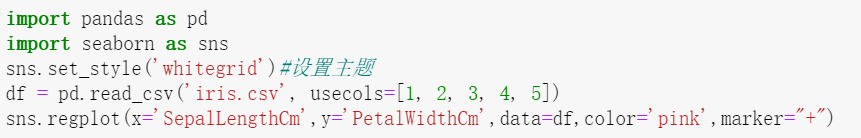 import pandas as pd
import seaborn as sns
sns.set_style('whitegrid')#设置主题
df = pd.read_csv('iris.csv', usecols=[1, 2, 3, 4, 5])
sns.regplot(x='SepalLengthCm',y='PetalWidthCm',data=df,color='pink',marker="+")